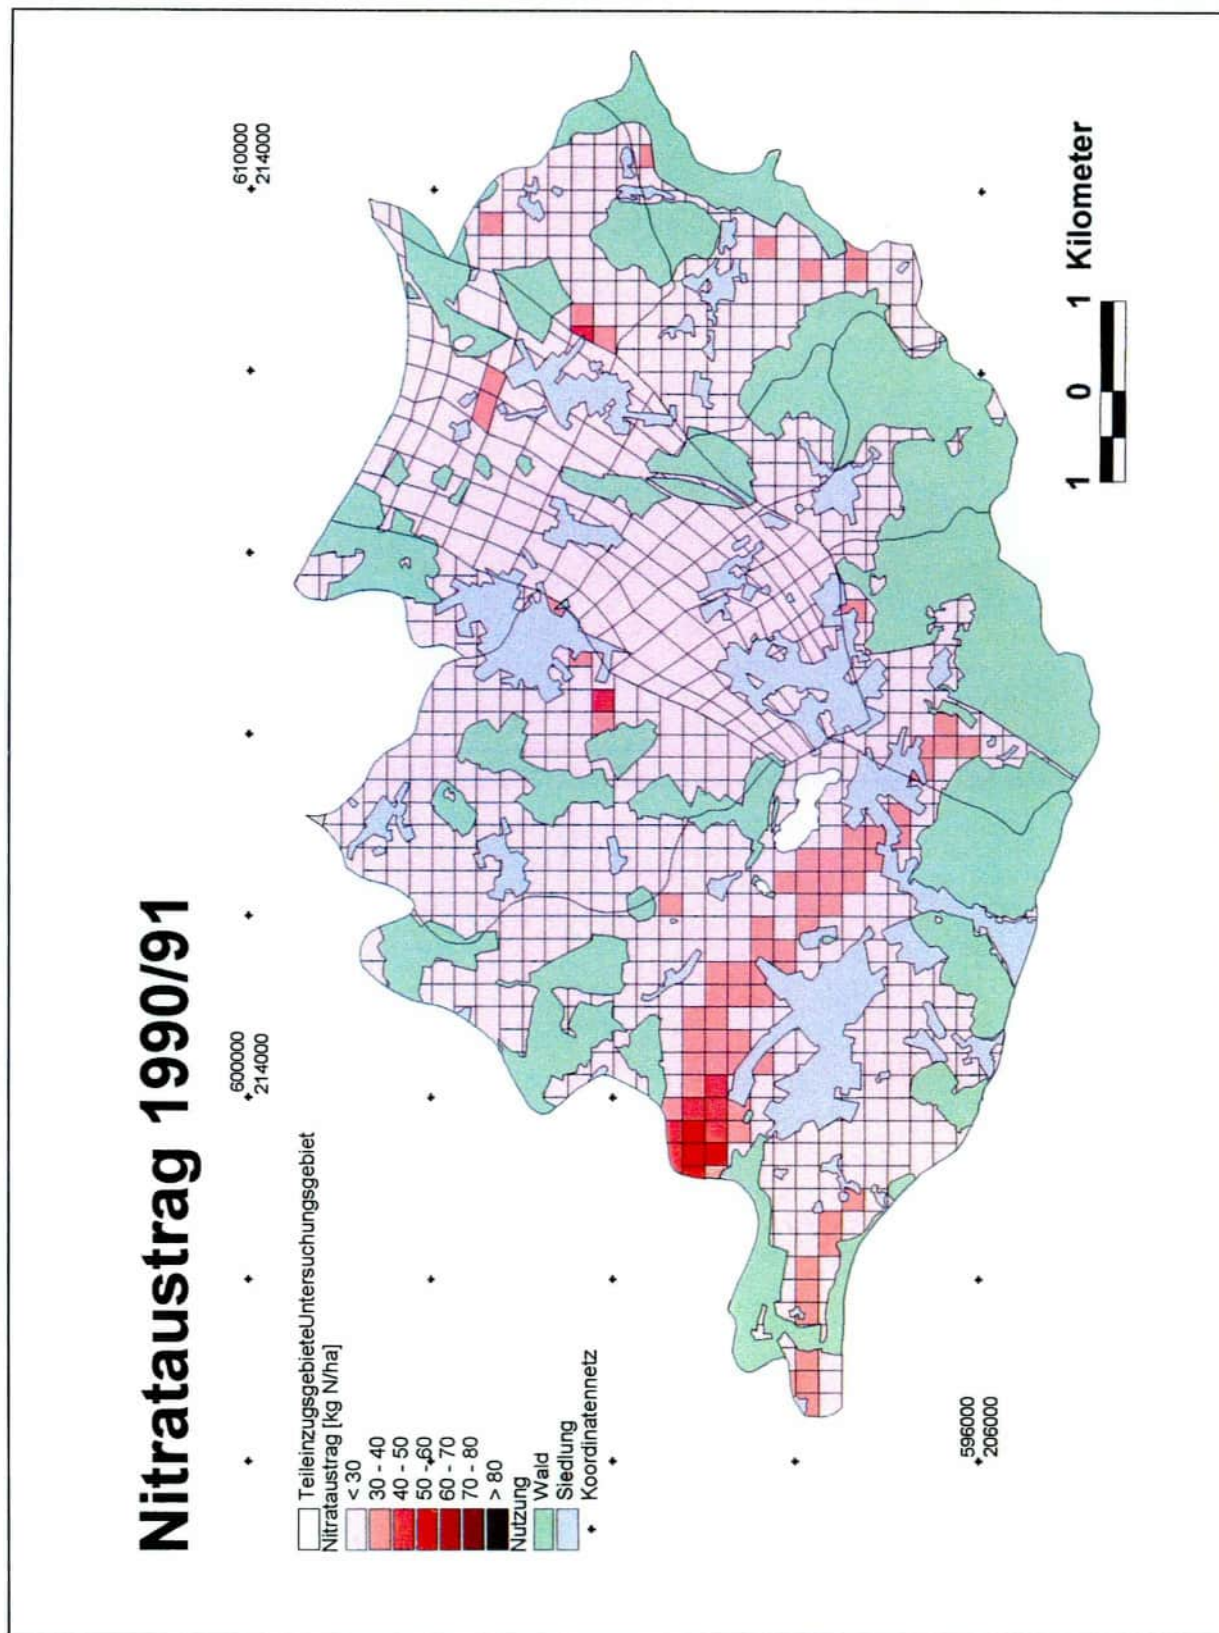 Nitrataustrag 1990/91
600000
214000
610000
214000
TeileinzugsgebieteUntersuchungsgebiet
Nitrataustrag [kg N/ha]
< 30
30 - 40
40 - 50
50 - 60
60 - 70
70 - 80
> 80
Nutzung
Wald
Siedlung
Koordinatennetz
596000
206000
1 0 1 Kilometer